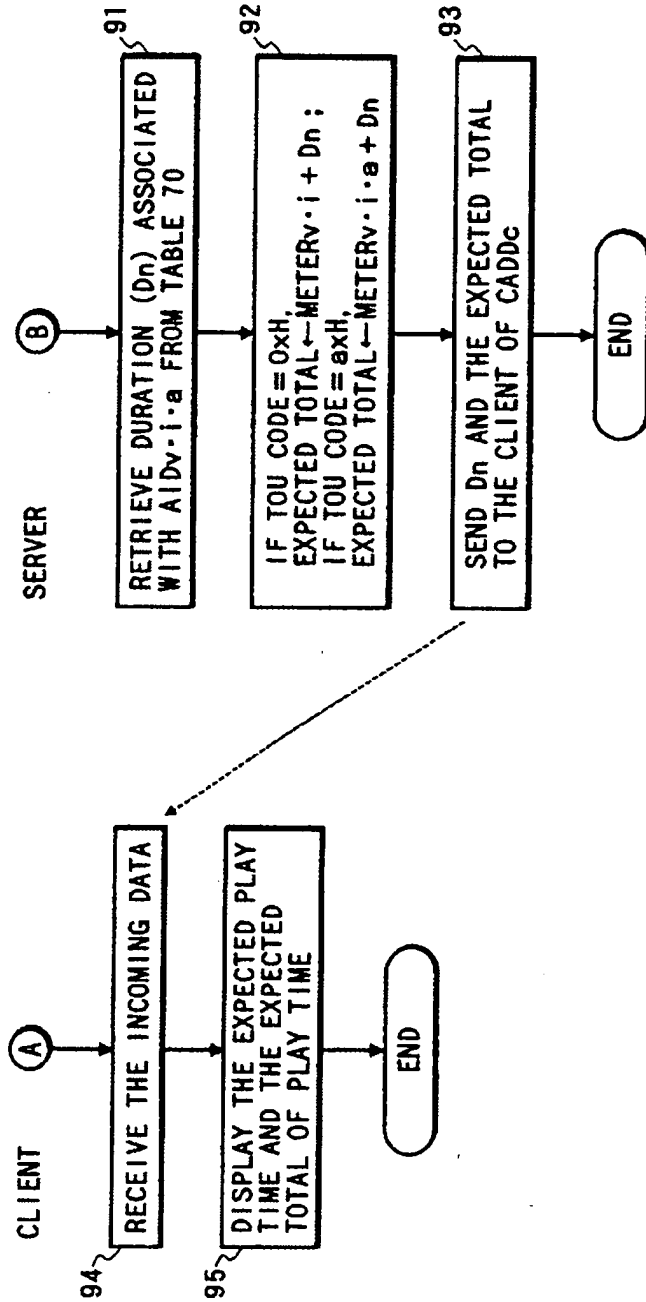 CLIENT
A
94
RECEIVE THE INCOMING DATA
95
DISPLAY THE EXPECTED PLAY
TIME AND THE EXPECTED
TOTAL OF PLAY TIME
END
SERVER
B
91
RETRIEVE DURATION (Dn) ASSOCIATED
WITH AIDv·i·a FROM TABLE 70
92
IF TOU CODE=0xH,
EXPECTED TOTAL←METERv·i+Dn;
IF TOU CODE=axH,
EXPECTED TOTAL←METERv·i·a+Dn
93
SEND Dn AND THE EXPECTED TOTAL
TO THE CLIENT OF CADDc
END